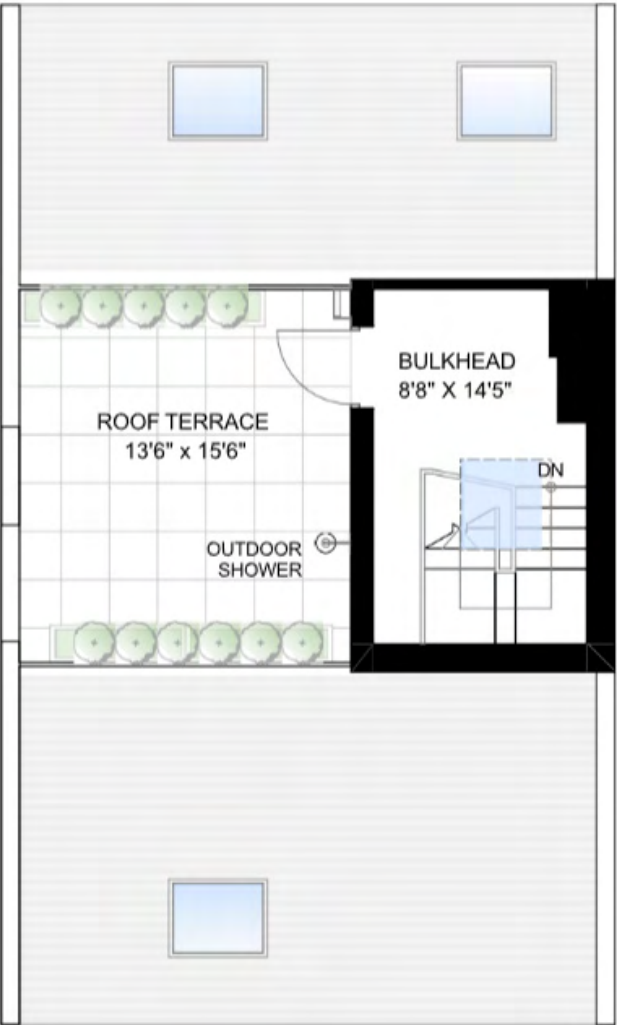 BULKHEAD
8'8" X 14'5"
ROOF TERRACE
13'6" x 15'6"
DN
OUTDOOR
SHOWER